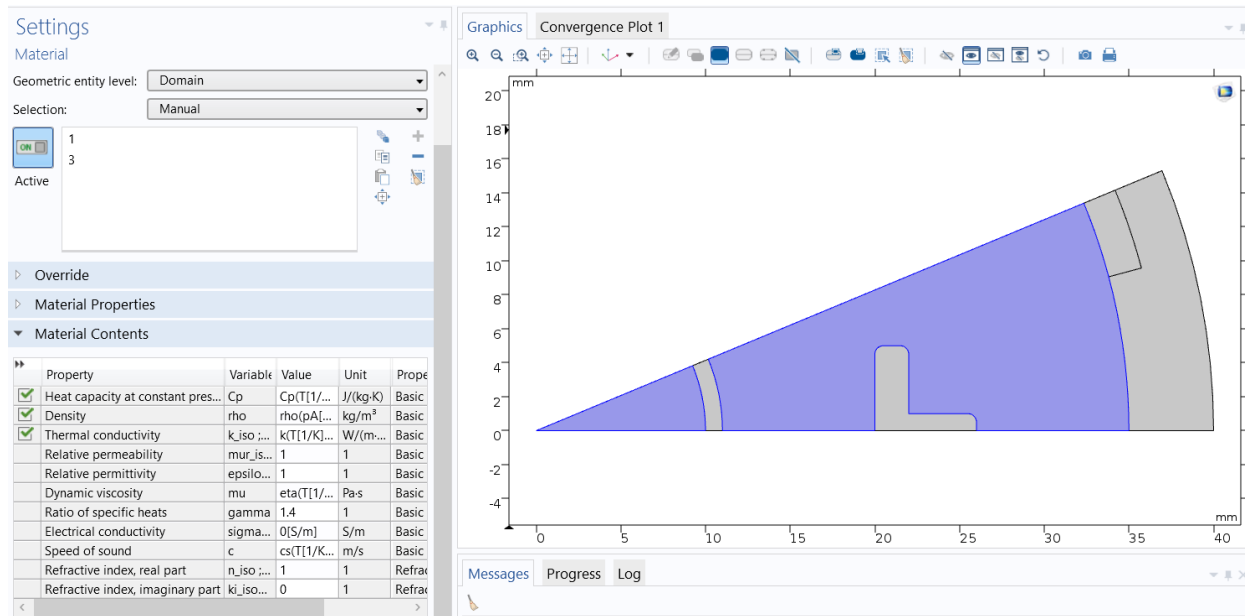 Settings
Material
Geometric entity level: Domain
Selection: Manual
ON
Active
1
3
Override
Material Properties
Material Contents
Property Variable Value Unit Prope
Heat capacity at constant pres... Cp Cp(T[1/... J/(kg·K) Basic
Density rho rho(pA[... kg/m³ Basic
Thermal conductivity k_iso ;... k(T[1/K]... W/(m·... Basic
Relative permeability mur_is... 1 1 Basic
Relative permittivity epsilo... 1 1 Basic
Dynamic viscosity mu eta(T[1/... Pa·s Basic
Ratio of specific heats gamma 1.4 1 Basic
Electrical conductivity sigma... 0[S/m] S/m Basic
Speed of sound c cs(T[1/K... m/s Basic
Refractive index, real part n_iso ;... 1 1 Refrac
Refractive index, imaginary part ki_iso... 0 1 Refrac
Graphics Convergence Plot 1
mm
20
18
16
14
12
10
8
6
4
2
0
-2
-4
mm
0 5 10 15 20 25 30 35 40
Messages Progress Log